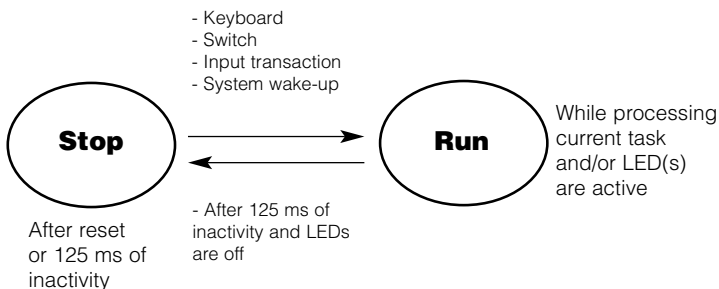 - Keyboard
- Switch
- Input transaction
- System wake-up
Stop
Run
While processing
current task
and/or LED(s)
are active
After reset
or 125 ms of
inactivity
- After 125 ms of
inactivity and LEDs
are off